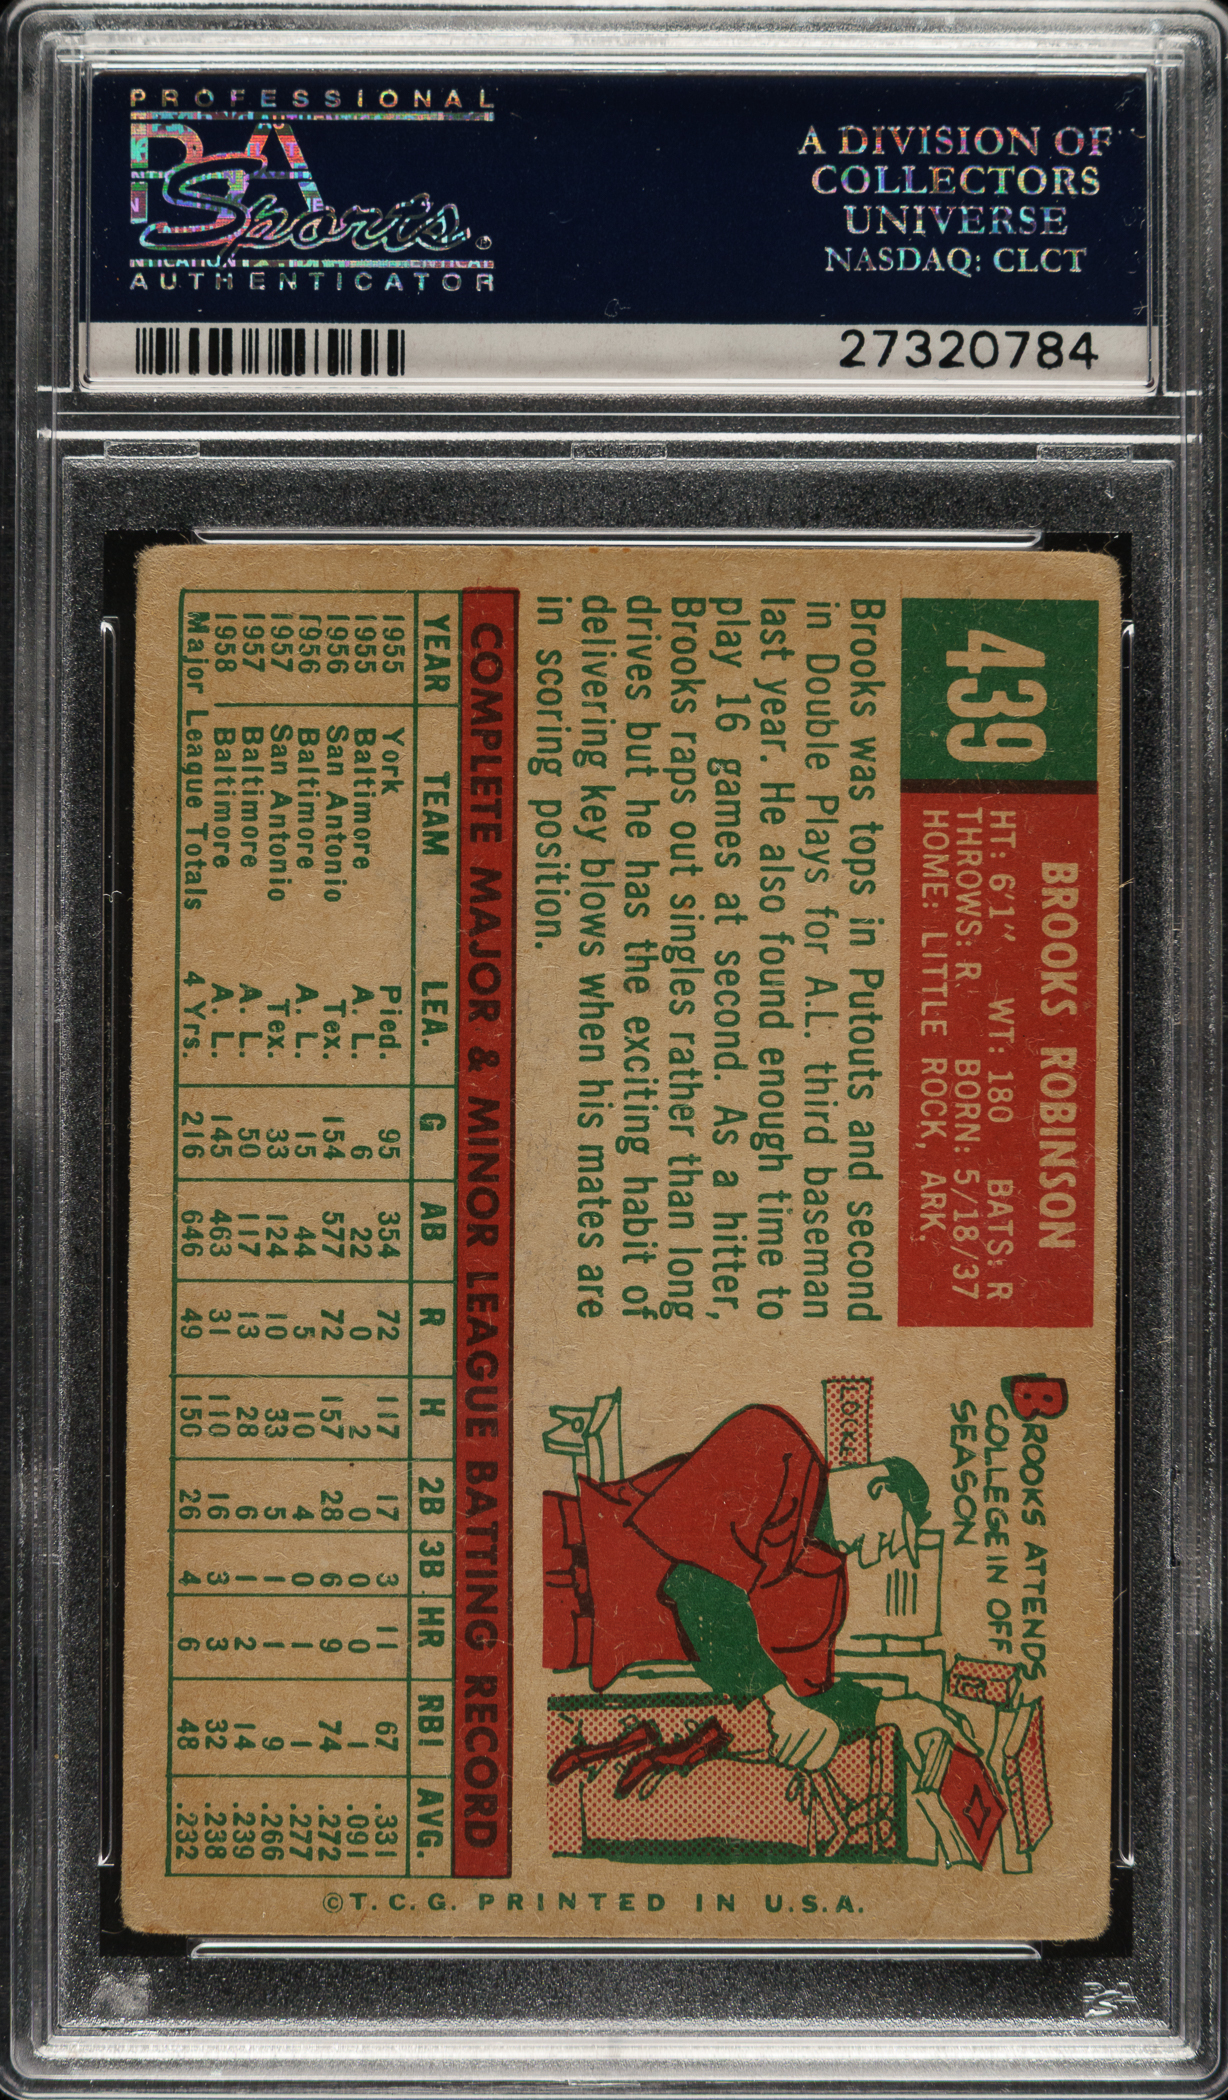 PROFESSIONAL
PSA
Sports®
AUTHENTICATOR
A DIVISION OF
COLLECTORS
UNIVERSE
NASDAQ: CLCT
27320784
439
BROOKS ROBINSON
HT: 6'1" WT: 180 BATS: R
THROWS: R BORN: 5/18/37
HOME: LITTLE ROCK, ARK.
Brooks was tops in Putouts and second
in Double Plays for A.L. third baseman
last year. He also found enough time to
play 16 games at second. As a hitter,
Brooks raps out singles rather than long
drives but he has the exciting habit of
delivering key blows when his mates are
in scoring position.
BROOKS ATTENDS
COLLEGE IN OFF
SEASON
LOCKE
COMPLETE MAJOR & MINOR LEAGUE BATTING RECORD
YEAR TEAM LEA. G AB R H 2B 3B HR RBI AVG.
1955 York Pied. 95 354 72 117 17 3 11 67 .331
1955 Baltimore A. L. 6 22 0 2 0 0 0 1 .091
1956 San Antonio Tex. 154 577 72 157 28 6 9 74 .272
1956 Baltimore A. L. 15 44 5 10 4 0 1 1 .277
1957 San Antonio Tex. 33 124 10 33 5 1 1 9 .266
1957 Baltimore A. L. 50 117 13 28 6 1 2 14 .239
1958 Baltimore A. L. 145 463 31 110 16 3 3 32 .238
Major League Totals 4 Yrs. 216 646 49 150 26 4 6 48 .232
©T.C.G. PRINTED IN U.S.A.
PSA